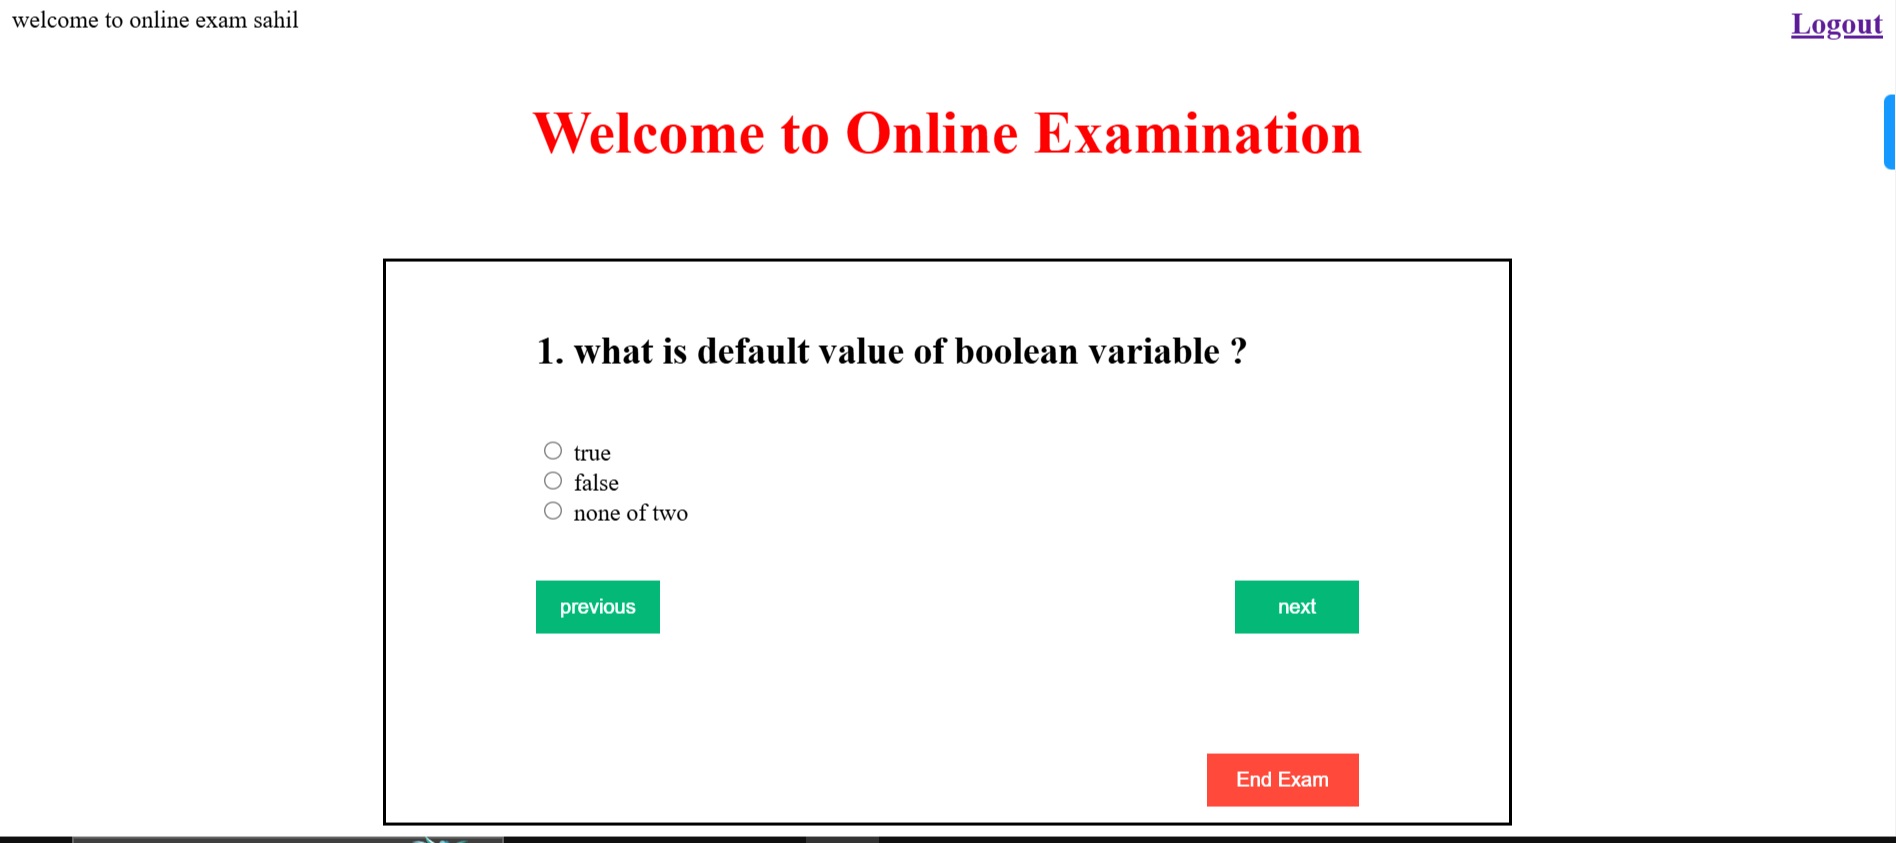 welcome to online exam sahil
Logout
Welcome to Online Examination
1. what is default value of boolean variable ?
true
false
none of two
previous
next
End Exam